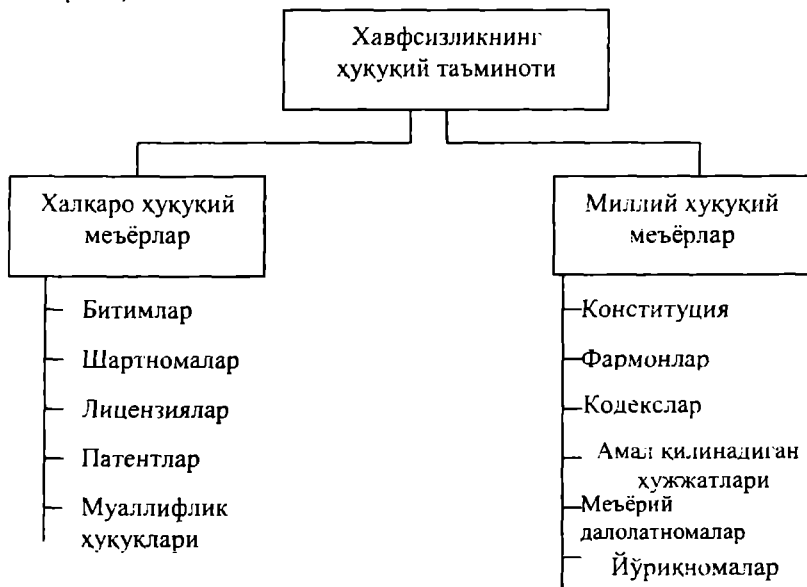 Хавфсизликнинг
ҳуқуқий таъминоти
Халқаро ҳуқуқий
меъёрлар
Битимлар
Шартномалар
Лицензиялар
Патентлар
Муаллифлик
ҳуқуқлари
Миллий хуқуқий
меъёрлар
Конституция
Фармонлар
Кодекслар
Амал қилинадиган
ҳужжатлари
Меъёрий
далолатномалар
Йўриқномалар